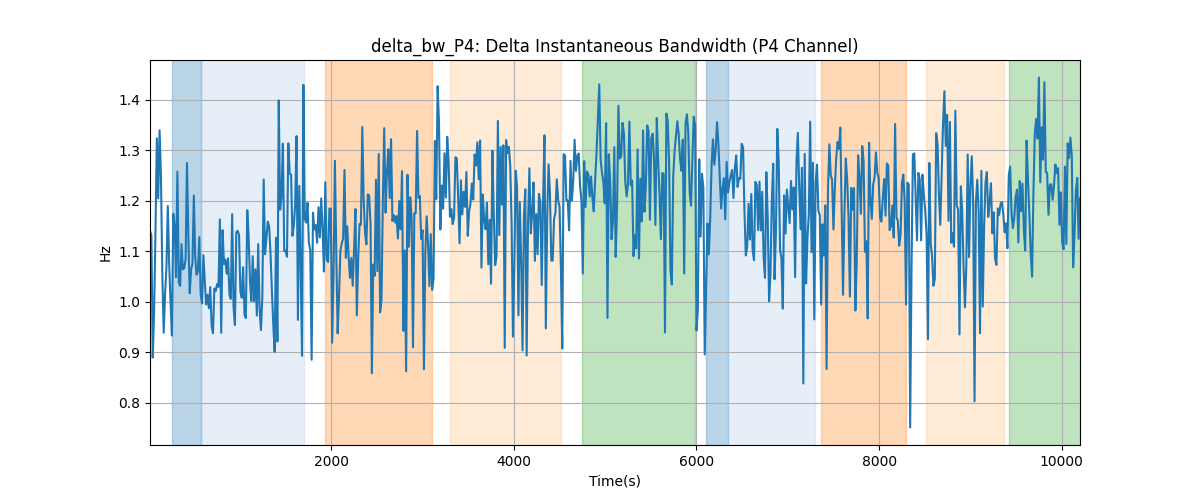 delta_bw_P4: Delta Instantaneous Bandwidth (P4 Channel)
1.4
1.3
1.2
1.1
1.0
0.9
0.8
Hz
2000 4000 6000 8000 10000
Time(s)